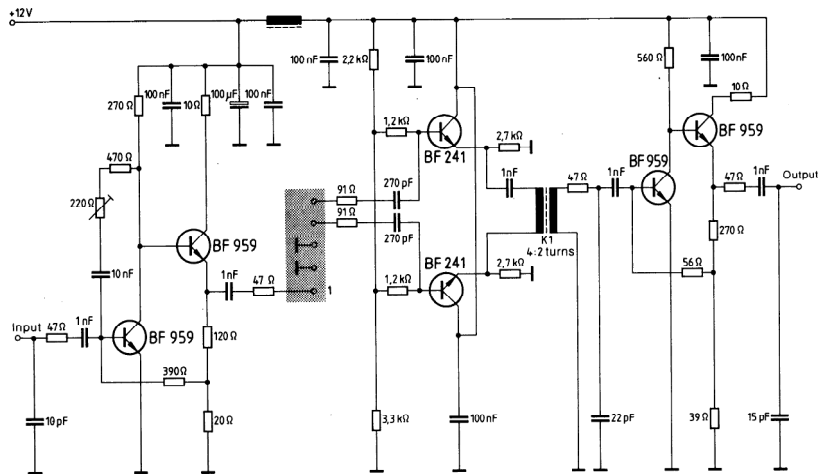 +12V
100 nF
2,2 kΩ
100 nF
560 Ω
100 nF
10 Ω
270 Ω
100 nF
10 Ω
100 µF
100 nF
1,2 kΩ
BF 241
2,7 kΩ
BF 959
470 Ω
220 Ω
91 Ω
270 pF
91 Ω
270 pF
1nF
47 Ω
1nF
BF 959
47 Ω
1nF
Output
K1
4:2 turns
270 Ω
BF 959
10 nF
1nF
47 Ω
1
BF 241
1,2 kΩ
2,7 kΩ
56 Ω
Input
47 Ω
1nF
BF 959
120 Ω
390 Ω
10 pF
20 Ω
3,3 kΩ
100 nF
22 pF
39 Ω
15 pF